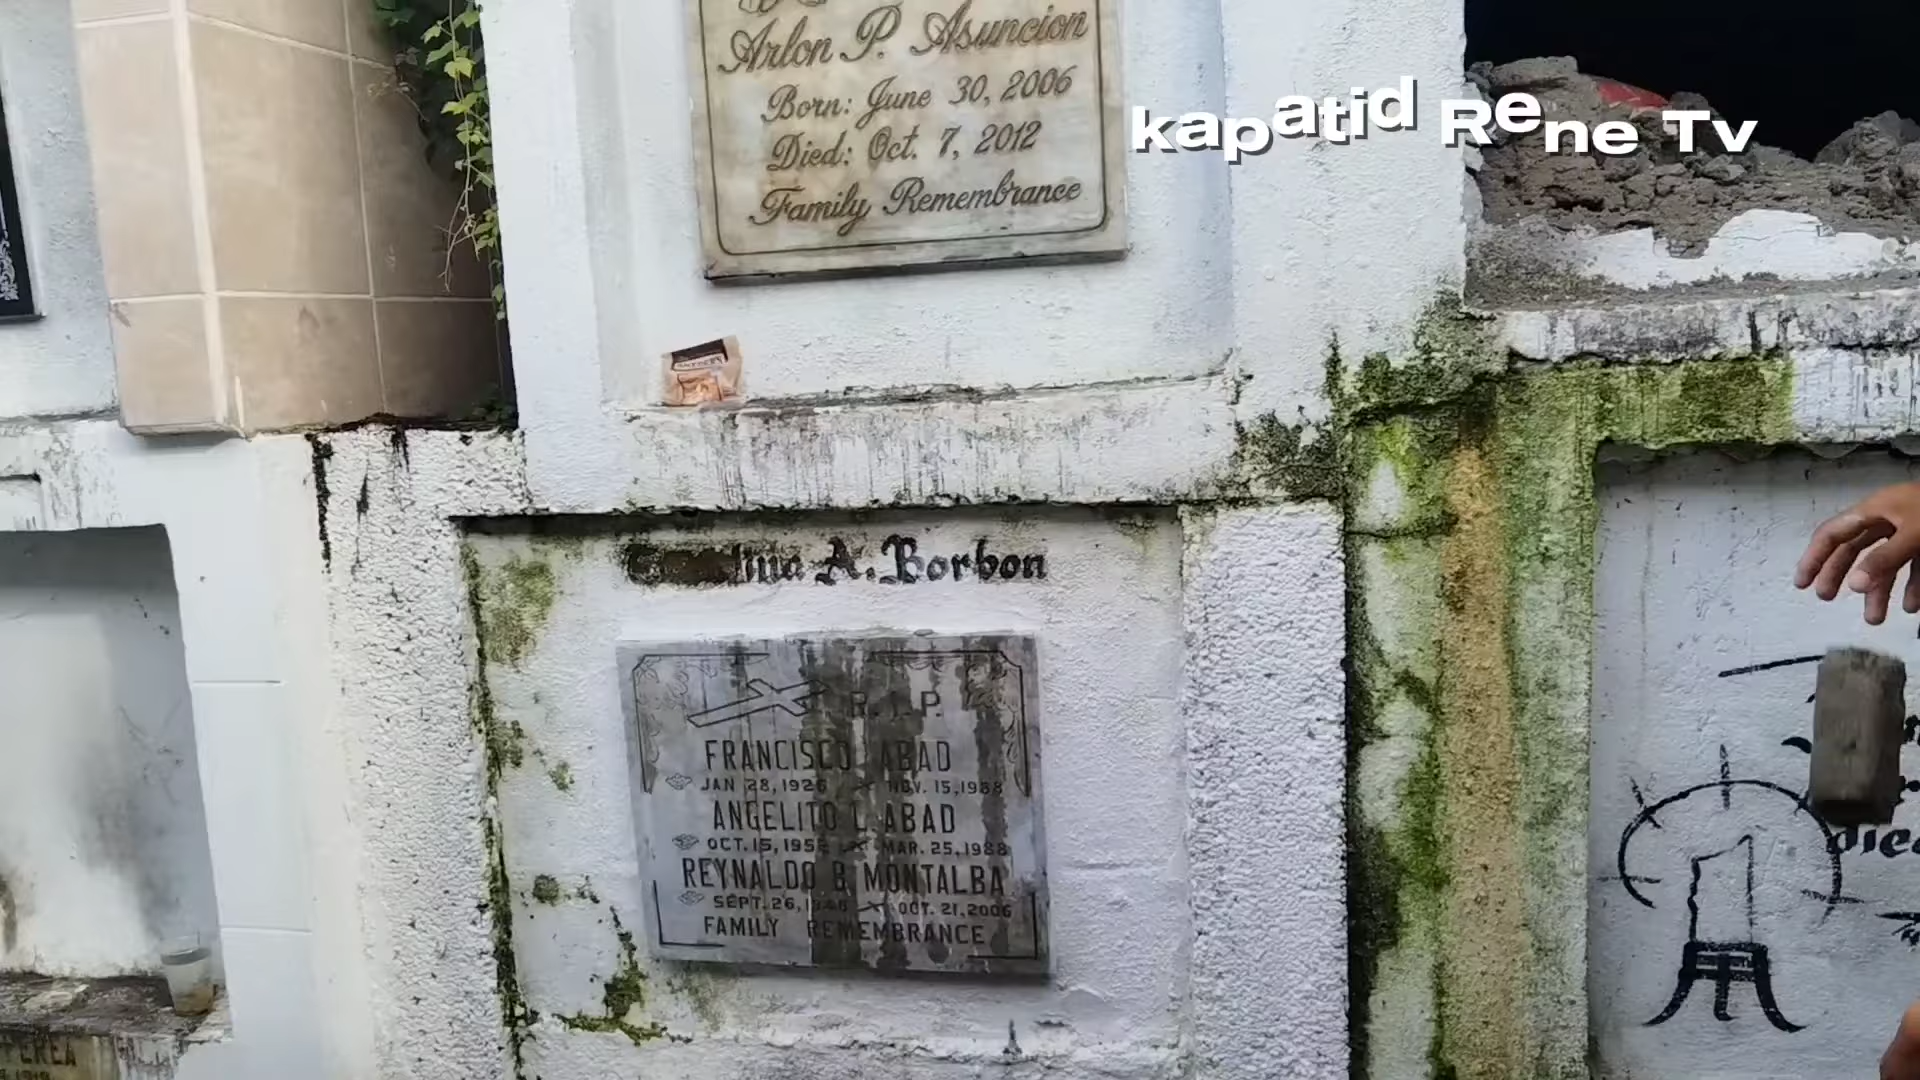 Arlon P. Asuncion
Born: June 30, 2006
Died: Oct. 7, 2012
Family Remembrance
kapatid Rene Tv
A. Borbon
R.I.P.
FRANCISCO ABAD
JAN 28, 1926 NOV. 15, 1988
ANGELITO L. ABAD
OCT. 15, MAR. 25, 1988
REYNALDO B. MONTALBA
SEPT. 26, OCT. 21, 2006
FAMILY REMEMBRANCE